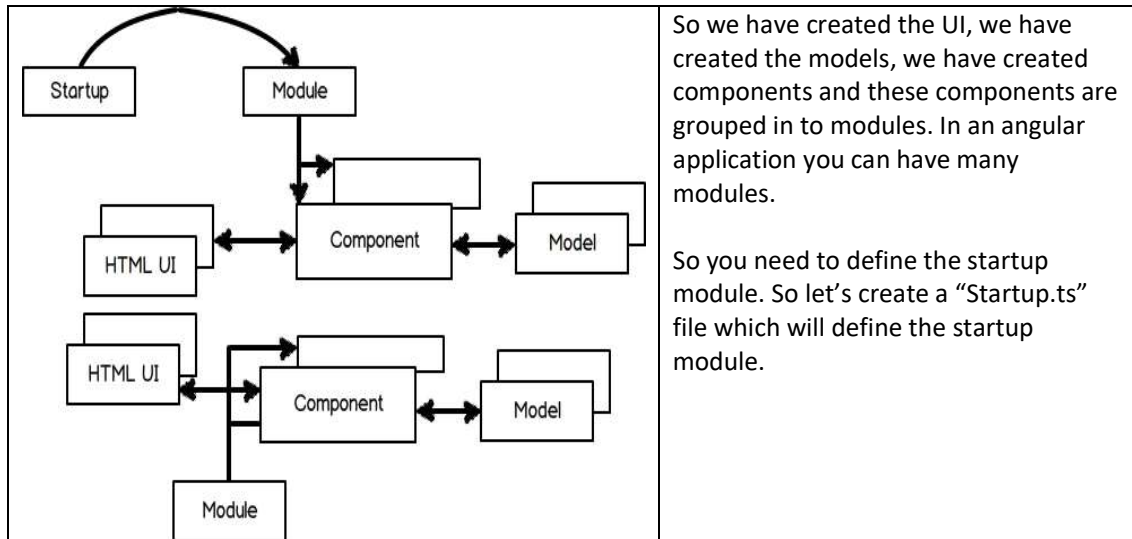 Startup
Module
Component
Model
HTML UI
HTML UI
Component
Model
Module
So we have created the UI, we have
created the models, we have created
components and these components are
grouped in to modules. In an angular
application you can have many
modules.
So you need to define the startup
module. So let’s create a “Startup.ts”
file which will define the startup
module.